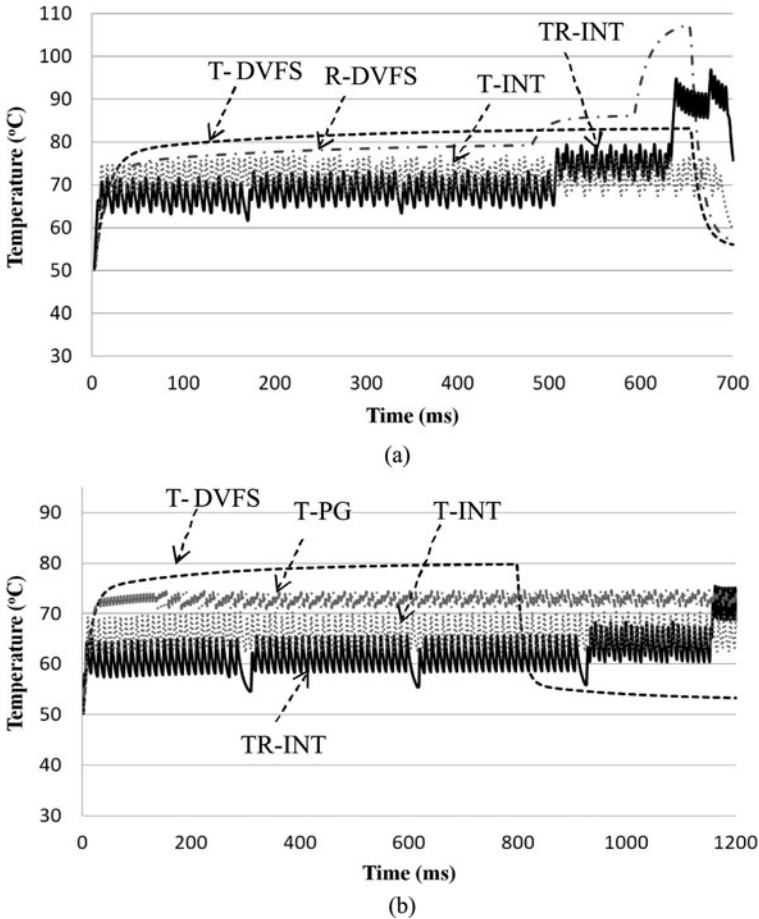 110
100
90
80
70
60
50
40
30
Temperature (°C)
T- DVFS
R-DVFS
T-INT
TR-INT
0 100 200 300 400 500 600 700
Time (ms)
(a)
90
80
70
60
50
40
30
Temperature (°C)
T- DVFS
T-PG
T-INT
TR-INT
0 200 400 600 800 1000 1200
Time (ms)
(b)